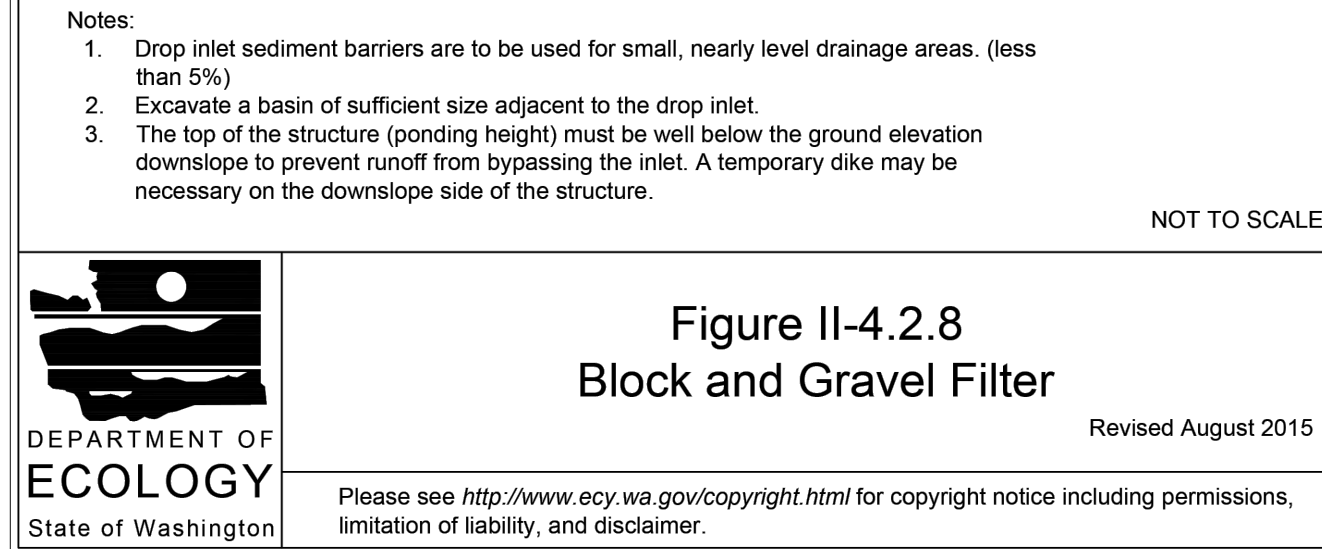 Notes:
1. Drop inlet sediment barriers are to be used for small, nearly level drainage areas. (less
than 5%)
2. Excavate a basin of sufficient size adjacent to the drop inlet.
3. The top of the structure (ponding height) must be well below the ground elevation
downslope to prevent runoff from bypassing the inlet. A temporary dike may be
necessary on the downslope side of the structure.
NOT TO SCALE
DEPARTMENT OF
ECOLOGY
State of Washington
Figure II-4.2.8
Block and Gravel Filter
Revised August 2015
Please see http://www.ecy.wa.gov/copyright.html for copyright notice including permissions,
limitation of liability, and disclaimer.